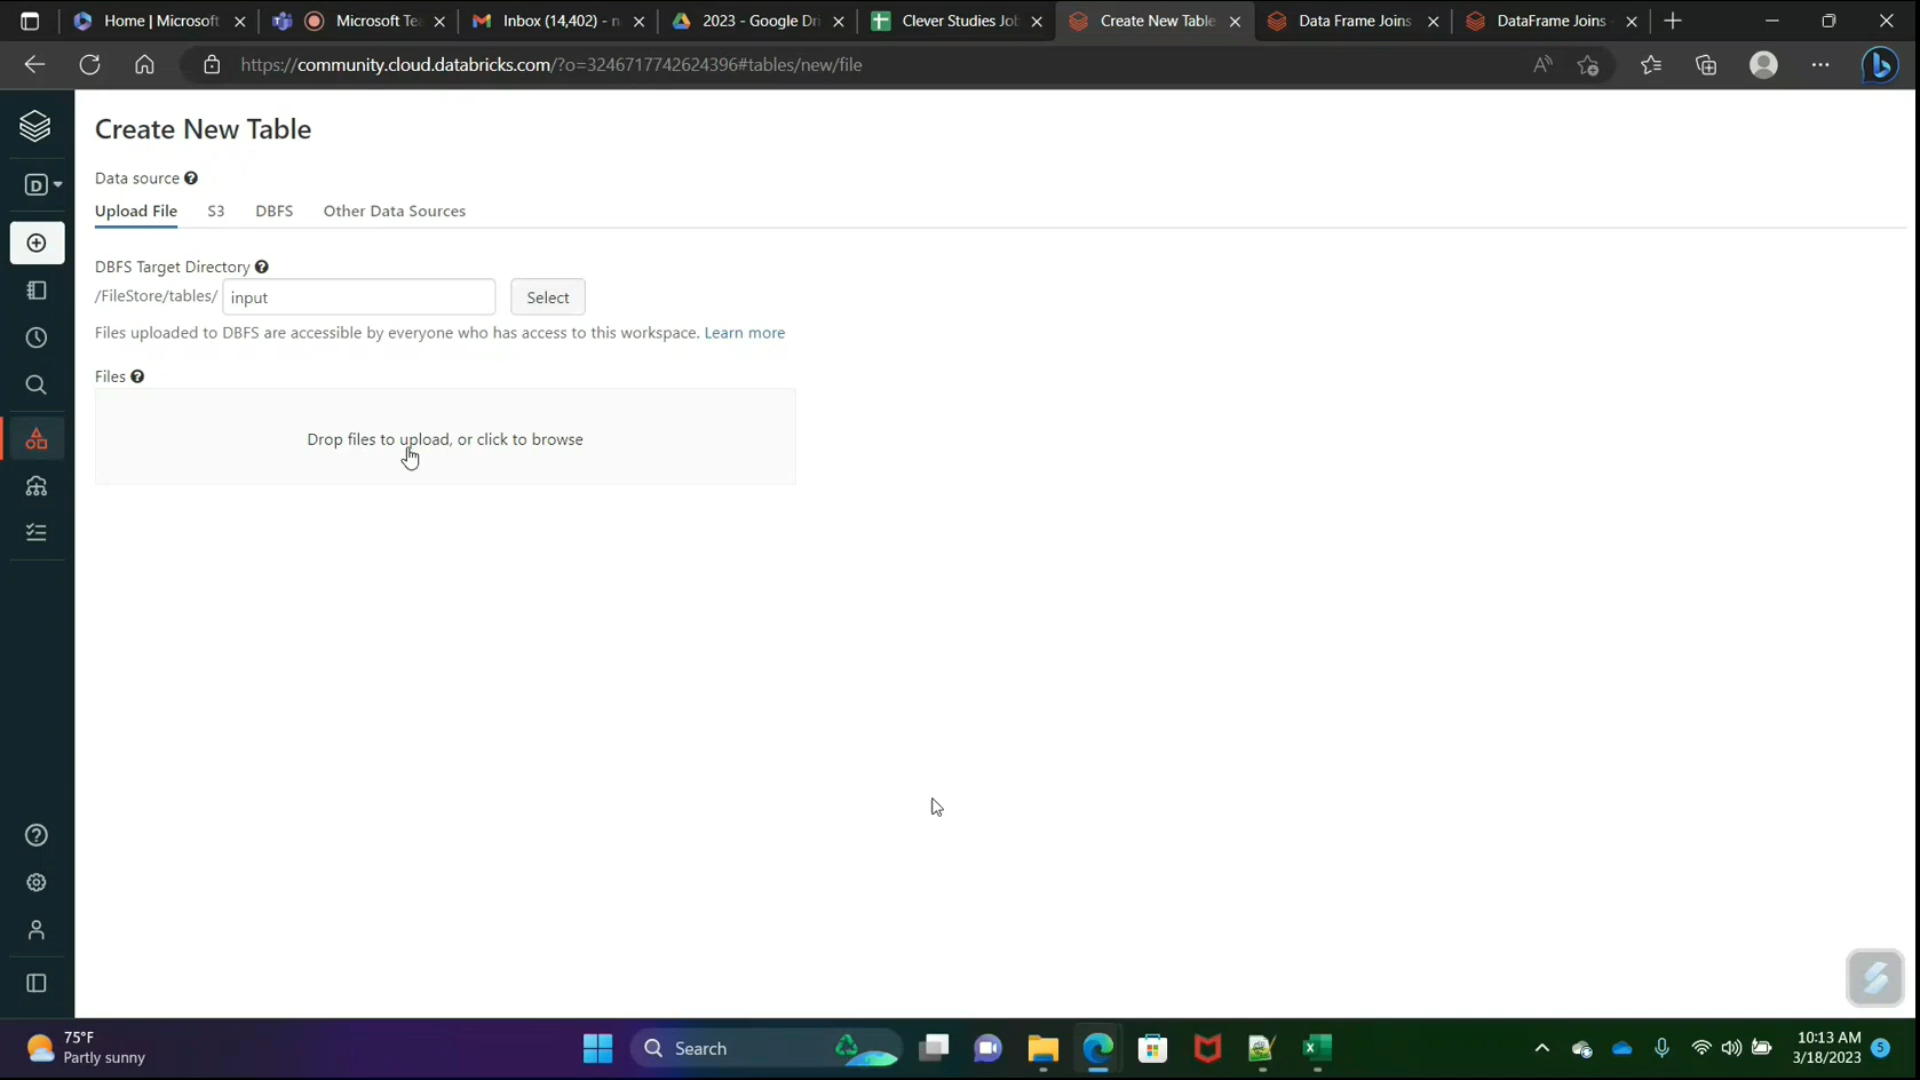 Home | Microsoft
Microsoft Te
Inbox (14,402) - n
2023 - Google Dri
Clever Studies Job
Create New Table
Data Frame Joins
DataFrame Joins -
https://community.cloud.databricks.com/?o=3246717742624396#tables/new/file
Create New Table
D
Data source
Upload File S3 DBFS Other Data Sources
DBFS Target Directory
/FileStore/tables/ input Select
Files uploaded to DBFS are accessible by everyone who has access to this workspace. Learn more
Files
Drop files to upload, or click to browse
75°F
Partly sunny
Search
10:13 AM
3/18/2023
5